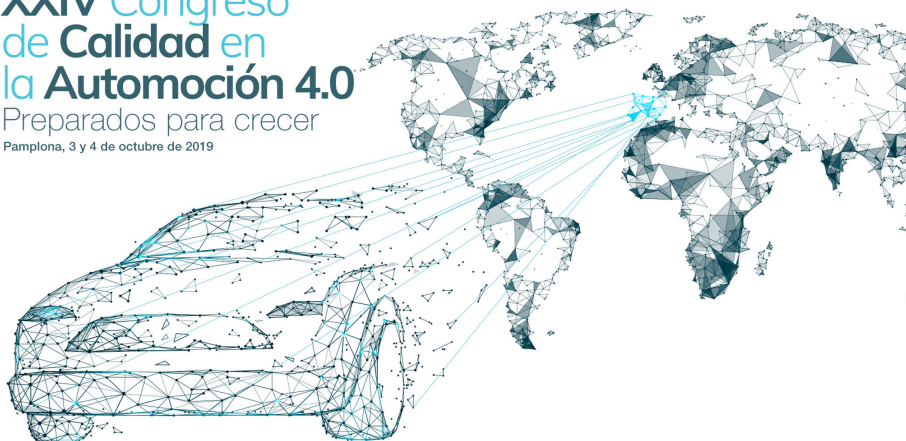 XXIV Congreso
de Calidad en
la Automoción 4.0
Preparados para crecer
Pamplona, 3 y 4 de octubre de 2019